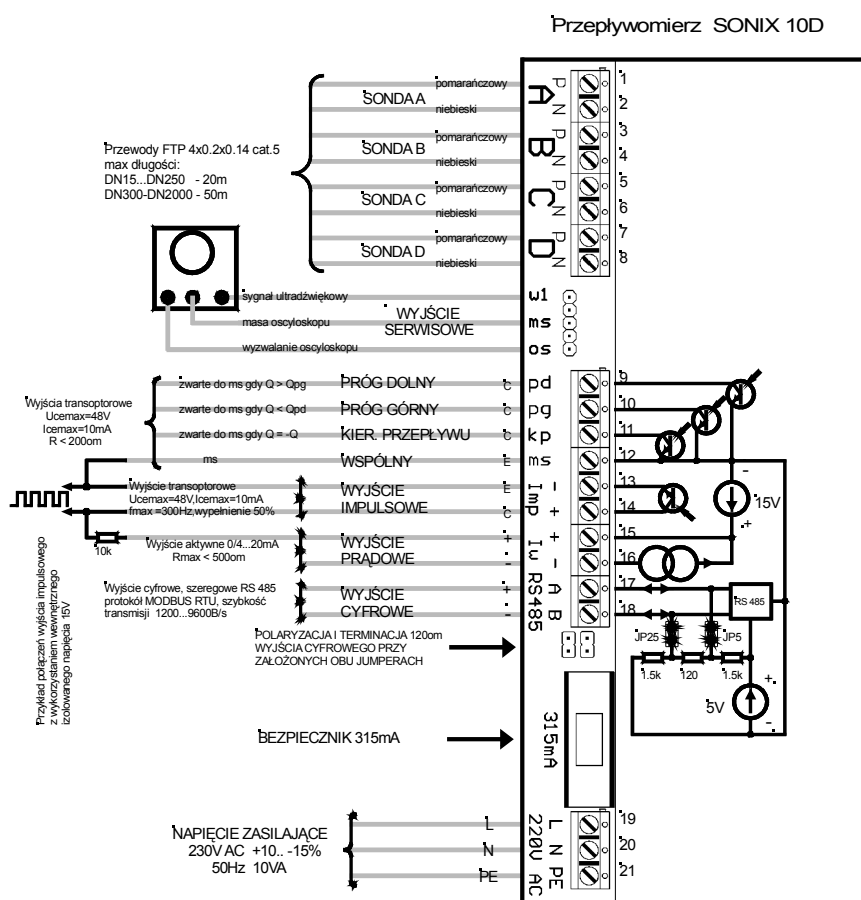 Przepływomierz SONIX 10D
pomarańczowy
SONDA A
niebieski
A
P
N
1
2
pomarańczowy
SONDA B
niebieski
B
P
N
3
4
Przewody FTP 4x0.2x0.14 cat.5
max długości:
DN15...DN250 - 20m
DN300-DN2000 - 50m
pomarańczowy
SONDA C
niebieski
C
P
N
5
6
pomarańczowy
SONDA D
niebieski
D
P
N
7
8
sygnał ultradźwiękowy
masa oscyloskopu
wyzwalanie oscyloskopu
WYJŚCIE
SERWISOWE
w1
ms
os
Wyjścia transoptorowe
Ucemax=48V
Icemax=10mA
R < 200om
zwarte do ms gdy Q > Qpg
PRÓG DOLNY
C
pd
9
zwarte do ms gdy Q < Qpd
PRÓG GÓRNY
C
pg
10
zwarte do ms gdy Q = -Q
KIER. PRZEPŁYWU
C
kp
11
ms
WSPÓLNY
E
ms
12
Wyjście transoptorowe
Ucemax=48V,Icemax=10mA
fmax =300Hz,wypełnienie 50%
WYJŚCIE
IMPULSOWE
E
C
Imp
-
+
13
14
-
15V
+
10k
Wyjście aktywne 0/4...20mA
Rmax < 500om
WYJŚCIE
PRĄDOWE
+
-
Iw
+
-
15
16
Wyjście cyfrowe, szeregowe RS 485
protokół MODBUS RTU, szybkość
transmisji 1200...9600B/s
WYJŚCIE
CYFROWE
+
-
RS485
A
B
17
18
RS 485
JP25
JP5
1.5k
120
1.5k
5V
+
-
Przykład połączeń wyjścia impulsowego
z wykorzystaniem wewnętrznego
izolowanego napięcia 15V
POLARYZACJA I TERMINACJA 120om
WYJŚCIA CYFROWEGO PRZY
ZAŁOŻONYCH OBU JUMPERACH
BEZPIECZNIK 315mA
315mA
NAPIĘCIE ZASILAJĄCE
230V AC +10.. -15%
50Hz 10VA
L
N
PE
L N PE
220V AC
19
20
21